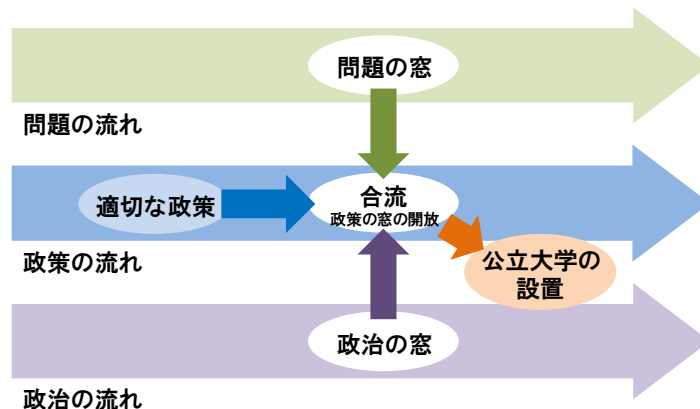 問題の窓
問題の流れ
適切な政策
合流
政策の窓の開放
政策の流れ
公立大学の
設置
政治の窓
政治の流れ